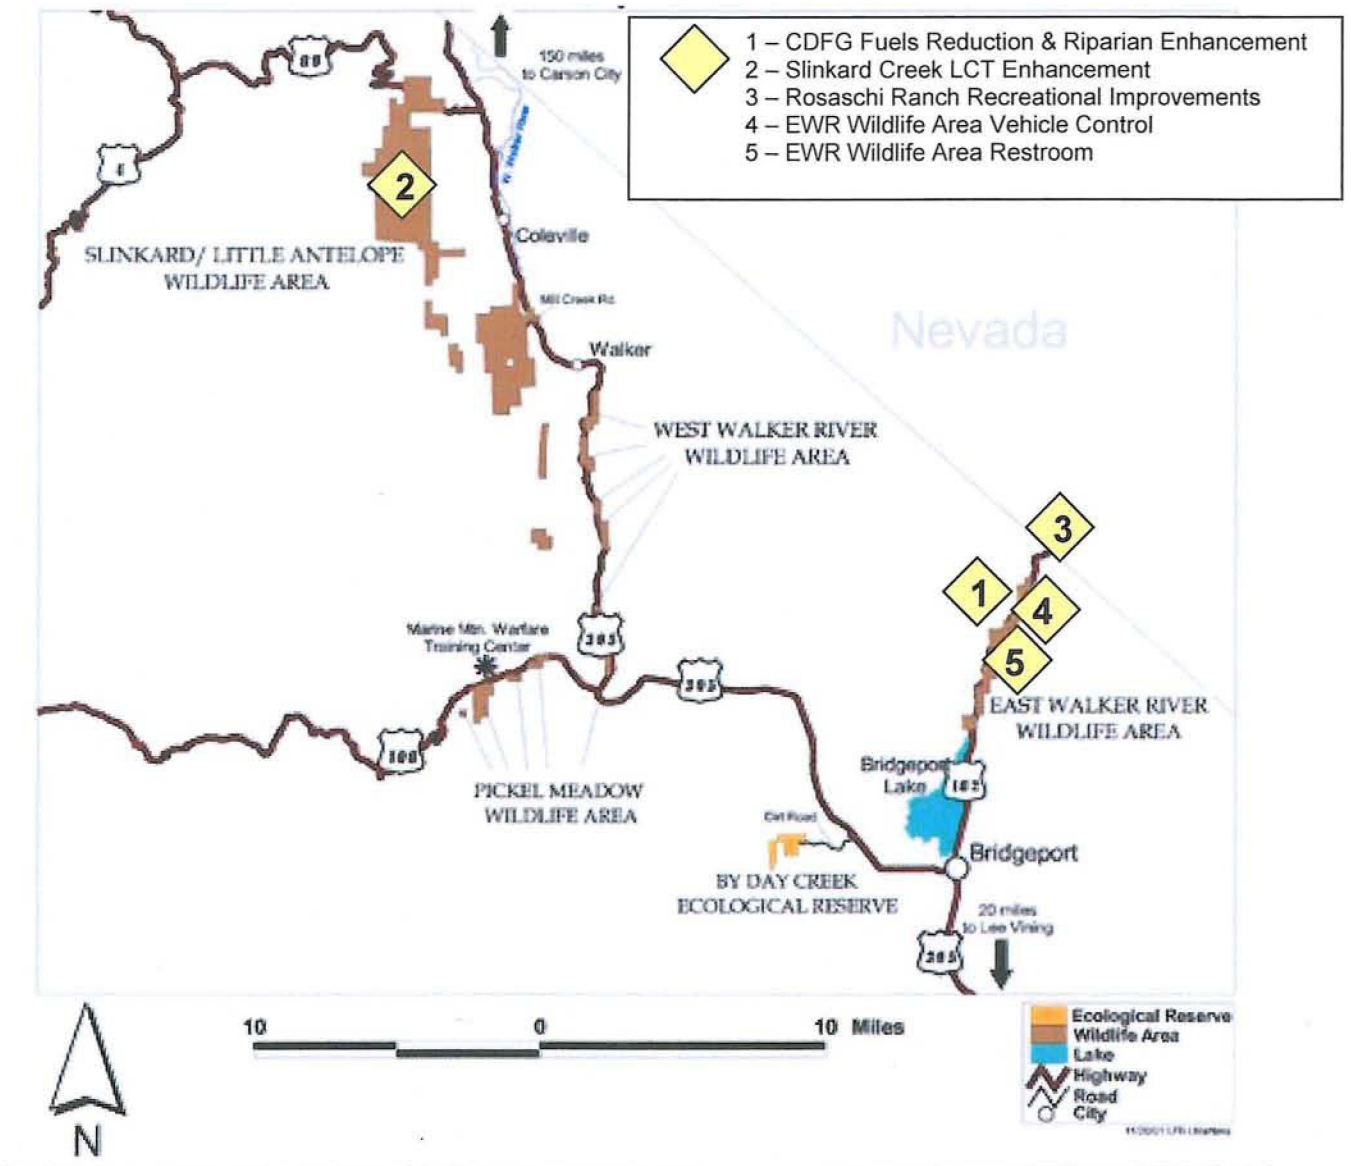 1 – CDFG Fuels Reduction & Riparian Enhancement
2 – Slinkard Creek LCT Enhancement
3 – Rosaschi Ranch Recreational Improvements
4 – EWR Wildlife Area Vehicle Control
5 – EWR Wildlife Area Restroom
150 miles
to Carson City
W. Walker River
4
2
SLINKARD/ LITTLE ANTELOPE
WILDLIFE AREA
Coleville
Mill Creek Rd.
Nevada
Walker
WEST WALKER RIVER
WILDLIFE AREA
3
1
4
5
Marine Mtn. Warfare
Training Center
395
395
EAST WALKER RIVER
WILDLIFE AREA
108
PICKEL MEADOW
WILDLIFE AREA
Bridgeport
Lake
182
Dirt Road
Bridgeport
BY DAY CREEK
ECOLOGICAL RESERVE
20 miles
to Lee Vining
395
10 0 10 Miles
N
Ecological Reserve
Wildlife Area
Lake
Highway
Road
City